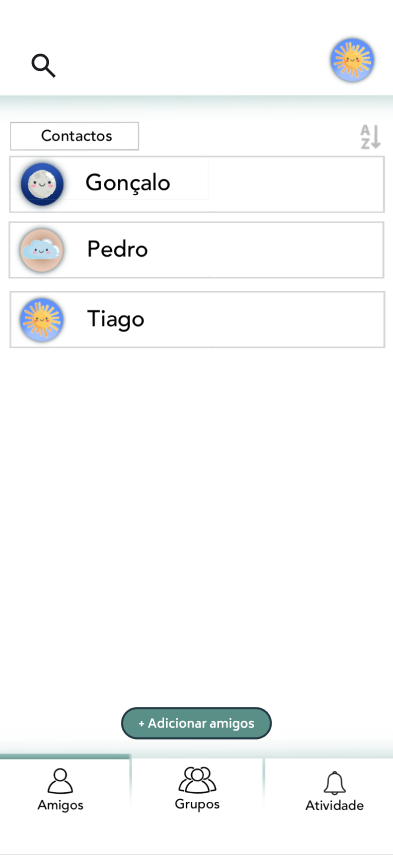 Contactos
A
Z
Gonçalo
Pedro
Tiago
+ Adicionar amigos
Amigos
Grupos
Atividade